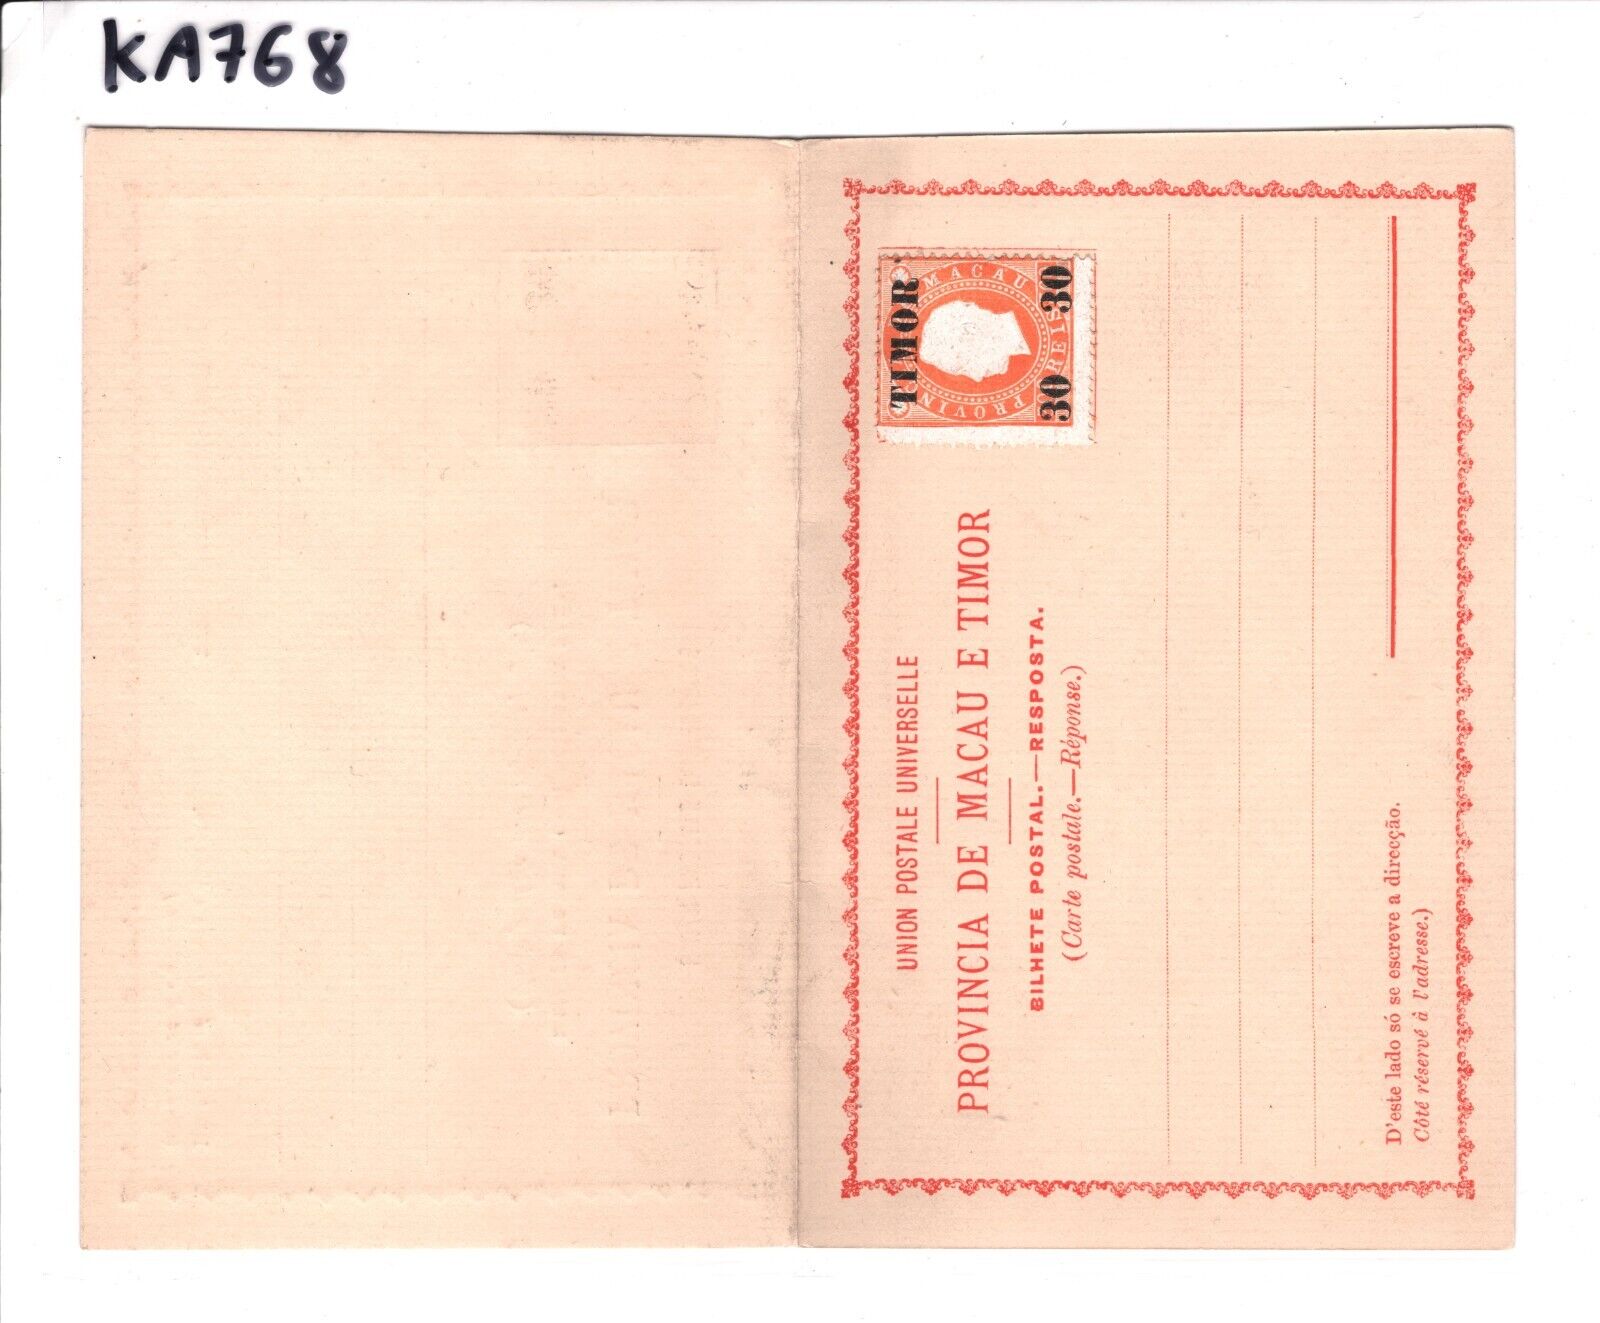 KA768
UNION POSTALE UNIVERSELLE
PROVINCIA DE MACAU E TIMOR
BILHETE POSTAL.—RESPOSTA.
(Carte postale.—Réponse.)
TIMOR.
PROVINCIA MACAU
REIS
30 30
D'este lado só se escreve a direcção.
Côté réservé à l'adresse.)